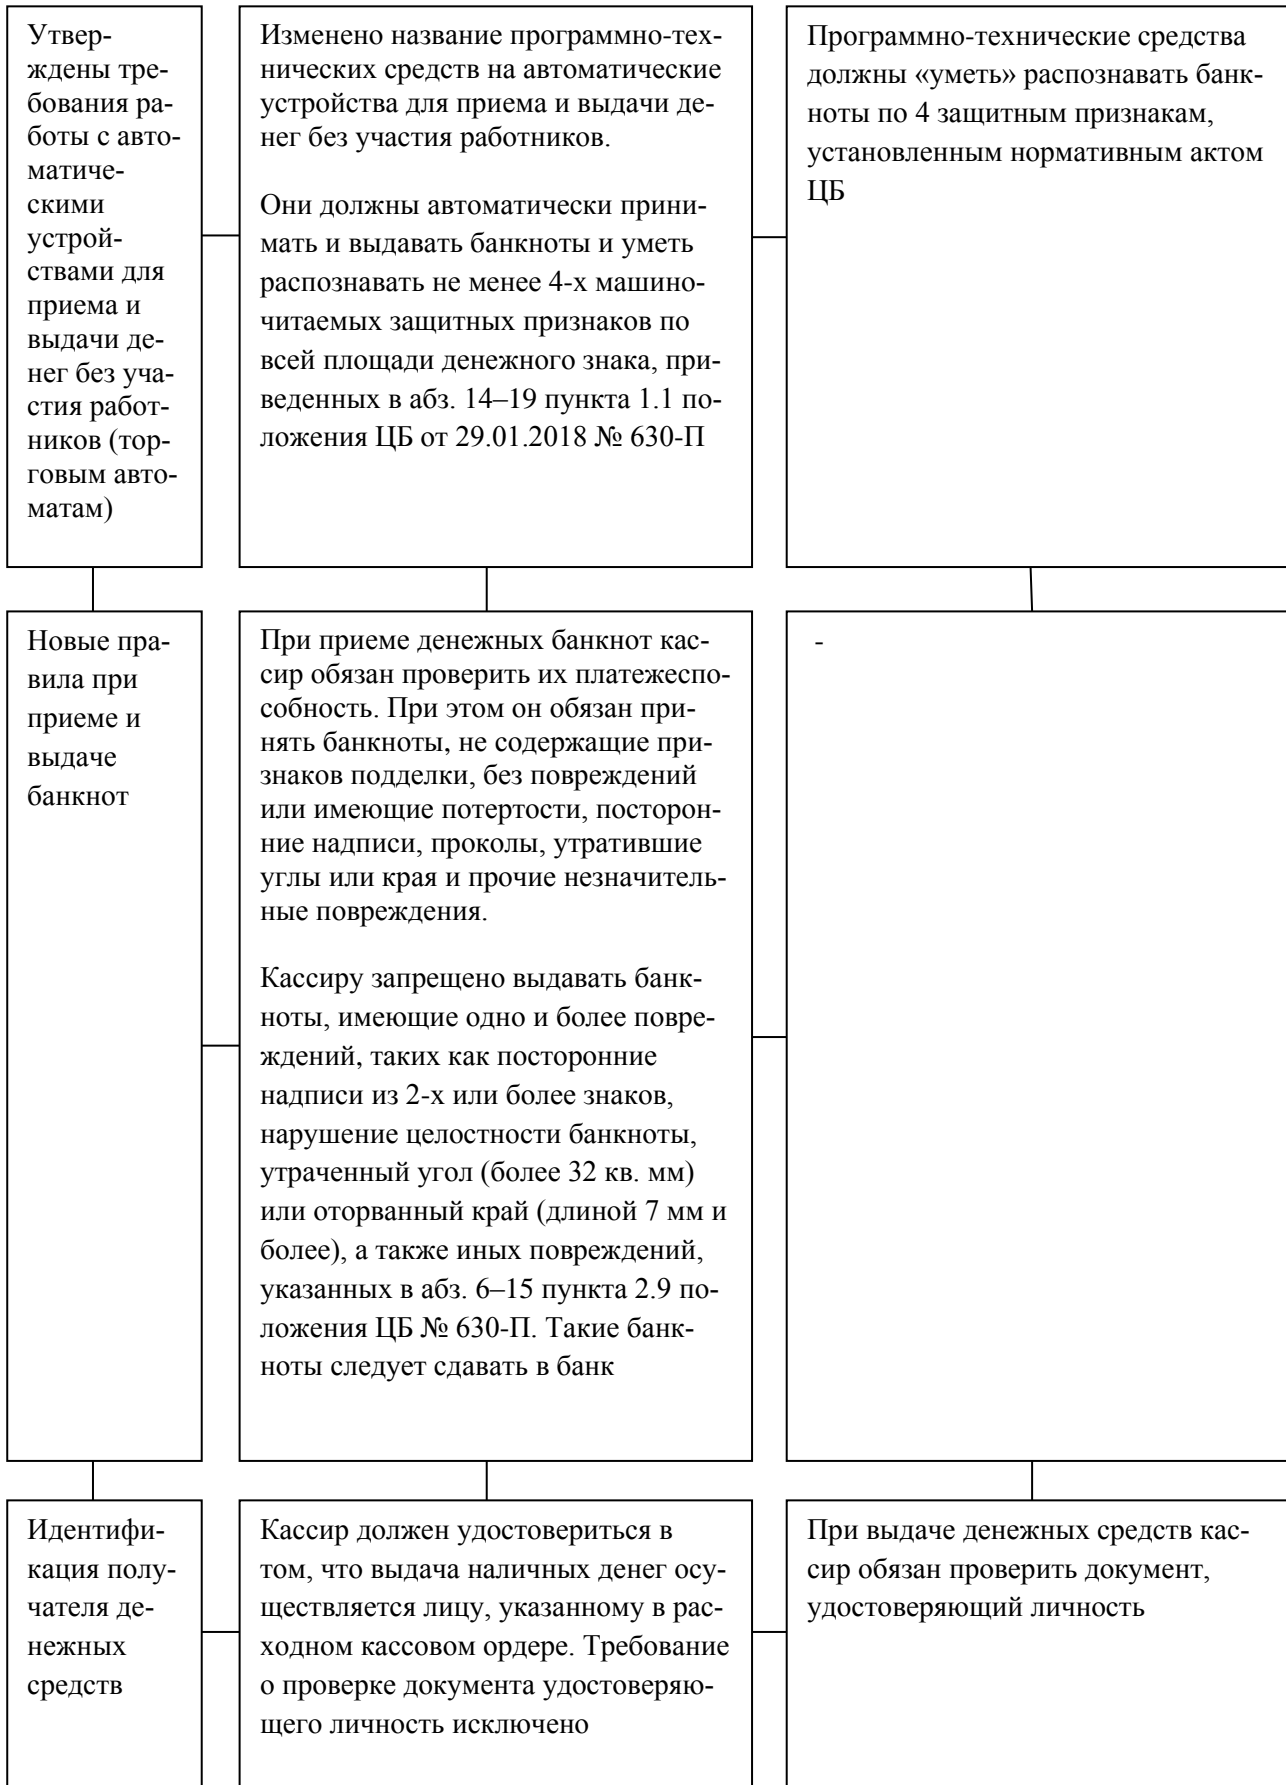 Утвер-
ждены тре-
бования ра-
боты с авто-
матиче-
скими
устрой-
ствами для
приема и
выдачи де-
нег без уча-
стия работ-
ников (тор-
говым авто-
матам)
Изменено название программно-тех-
нических средств на автоматические
устройства для приема и выдачи де-
нег без участия работников.
Они должны автоматически прини-
мать и выдавать банкноты и уметь
распознавать не менее 4-х машино-
читаемых защитных признаков по
всей площади денежного знака, при-
веденных в абз. 14–19 пункта 1.1 по-
ложения ЦБ от 29.01.2018 № 630-П
Программно-технические средства
должны «уметь» распознавать банк-
ноты по 4 защитным признакам,
установленным нормативным актом
ЦБ
Новые пра-
вила при
приеме и
выдаче
банкнот
При приеме денежных банкнот кас-
сир обязан проверить их платежеспо-
собность. При этом он обязан при-
нять банкноты, не содержащие при-
знаков подделки, без повреждений
или имеющие потертости, посторон-
ние надписи, проколы, утратившие
углы или края и прочие незначитель-
ные повреждения.
Кассиру запрещено выдавать банк-
ноты, имеющие одно и более повре-
ждений, таких как посторонние
надписи из 2-х или более знаков,
нарушение целостности банкноты,
утраченный угол (более 32 кв. мм)
или оторванный край (длиной 7 мм и
более), а также иных повреждений,
указанных в абз. 6–15 пункта 2.9 по-
ложения ЦБ № 630-П. Такие банк-
ноты следует сдавать в банк
-
Идентифи-
кация полу-
чателя де-
нежных
средств
Кассир должен удостовериться в
том, что выдача наличных денег осу-
ществляется лицу, указанному в рас-
ходном кассовом ордере. Требование
о проверке документа удостоверяю-
щего личность исключено
При выдаче денежных средств кас-
сир обязан проверить документ,
удостоверяющий личность